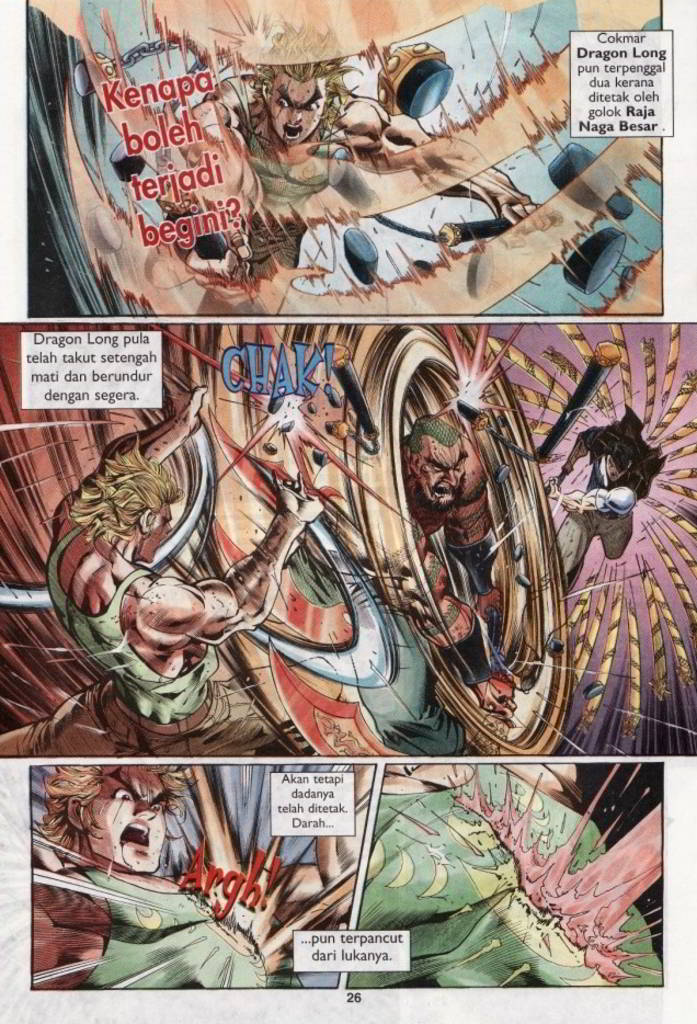 Kenapa
boleh
terjadi
begini?
Cokmar
Dragon Long
pun terpenggal
dua kerana
ditetak oleh
golok Raja
Naga Besar.
Dragon Long pula
telah takut setengah
mati dan berundur
dengan segera.
CHAK!
Akan tetapi
dadanya
telah ditetak.
Darah...
Argh!
...pun terpancut
dari lukanya.
26